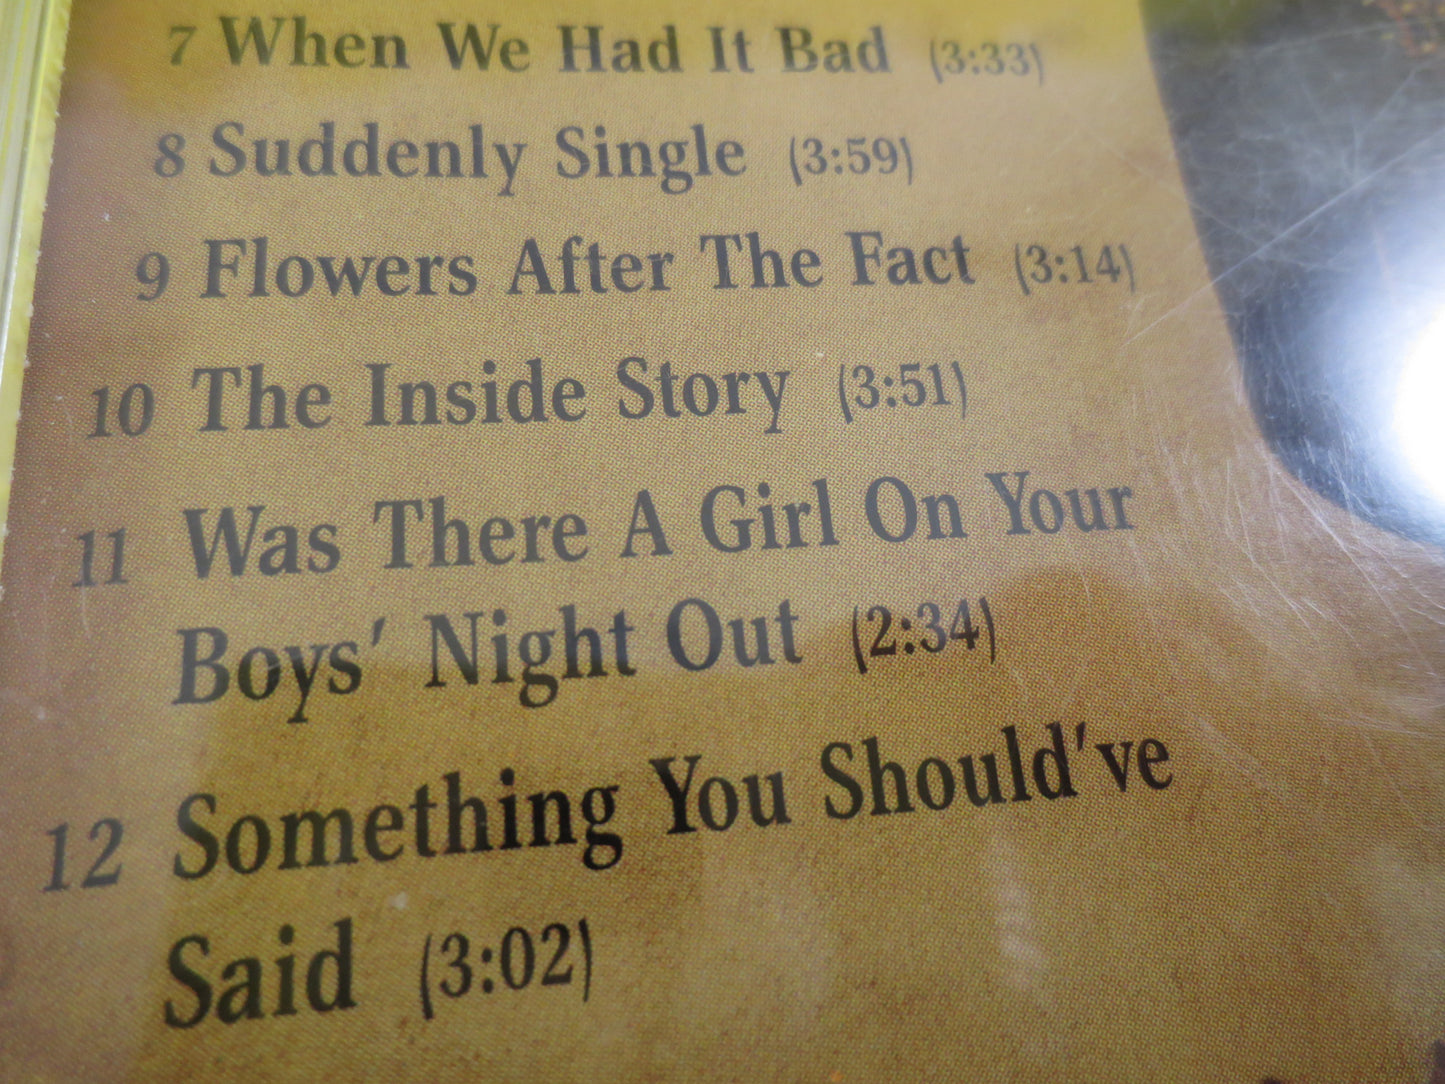 7 When We Had It Bad (3:33)
8 Suddenly Single (3:59)
9 Flowers After The Fact (3:14)
10 The Inside Story (3:51)
11 Was There A Girl On Your
Boys' Night Out (2:34)
12 Something You Should've
Said (3:02)